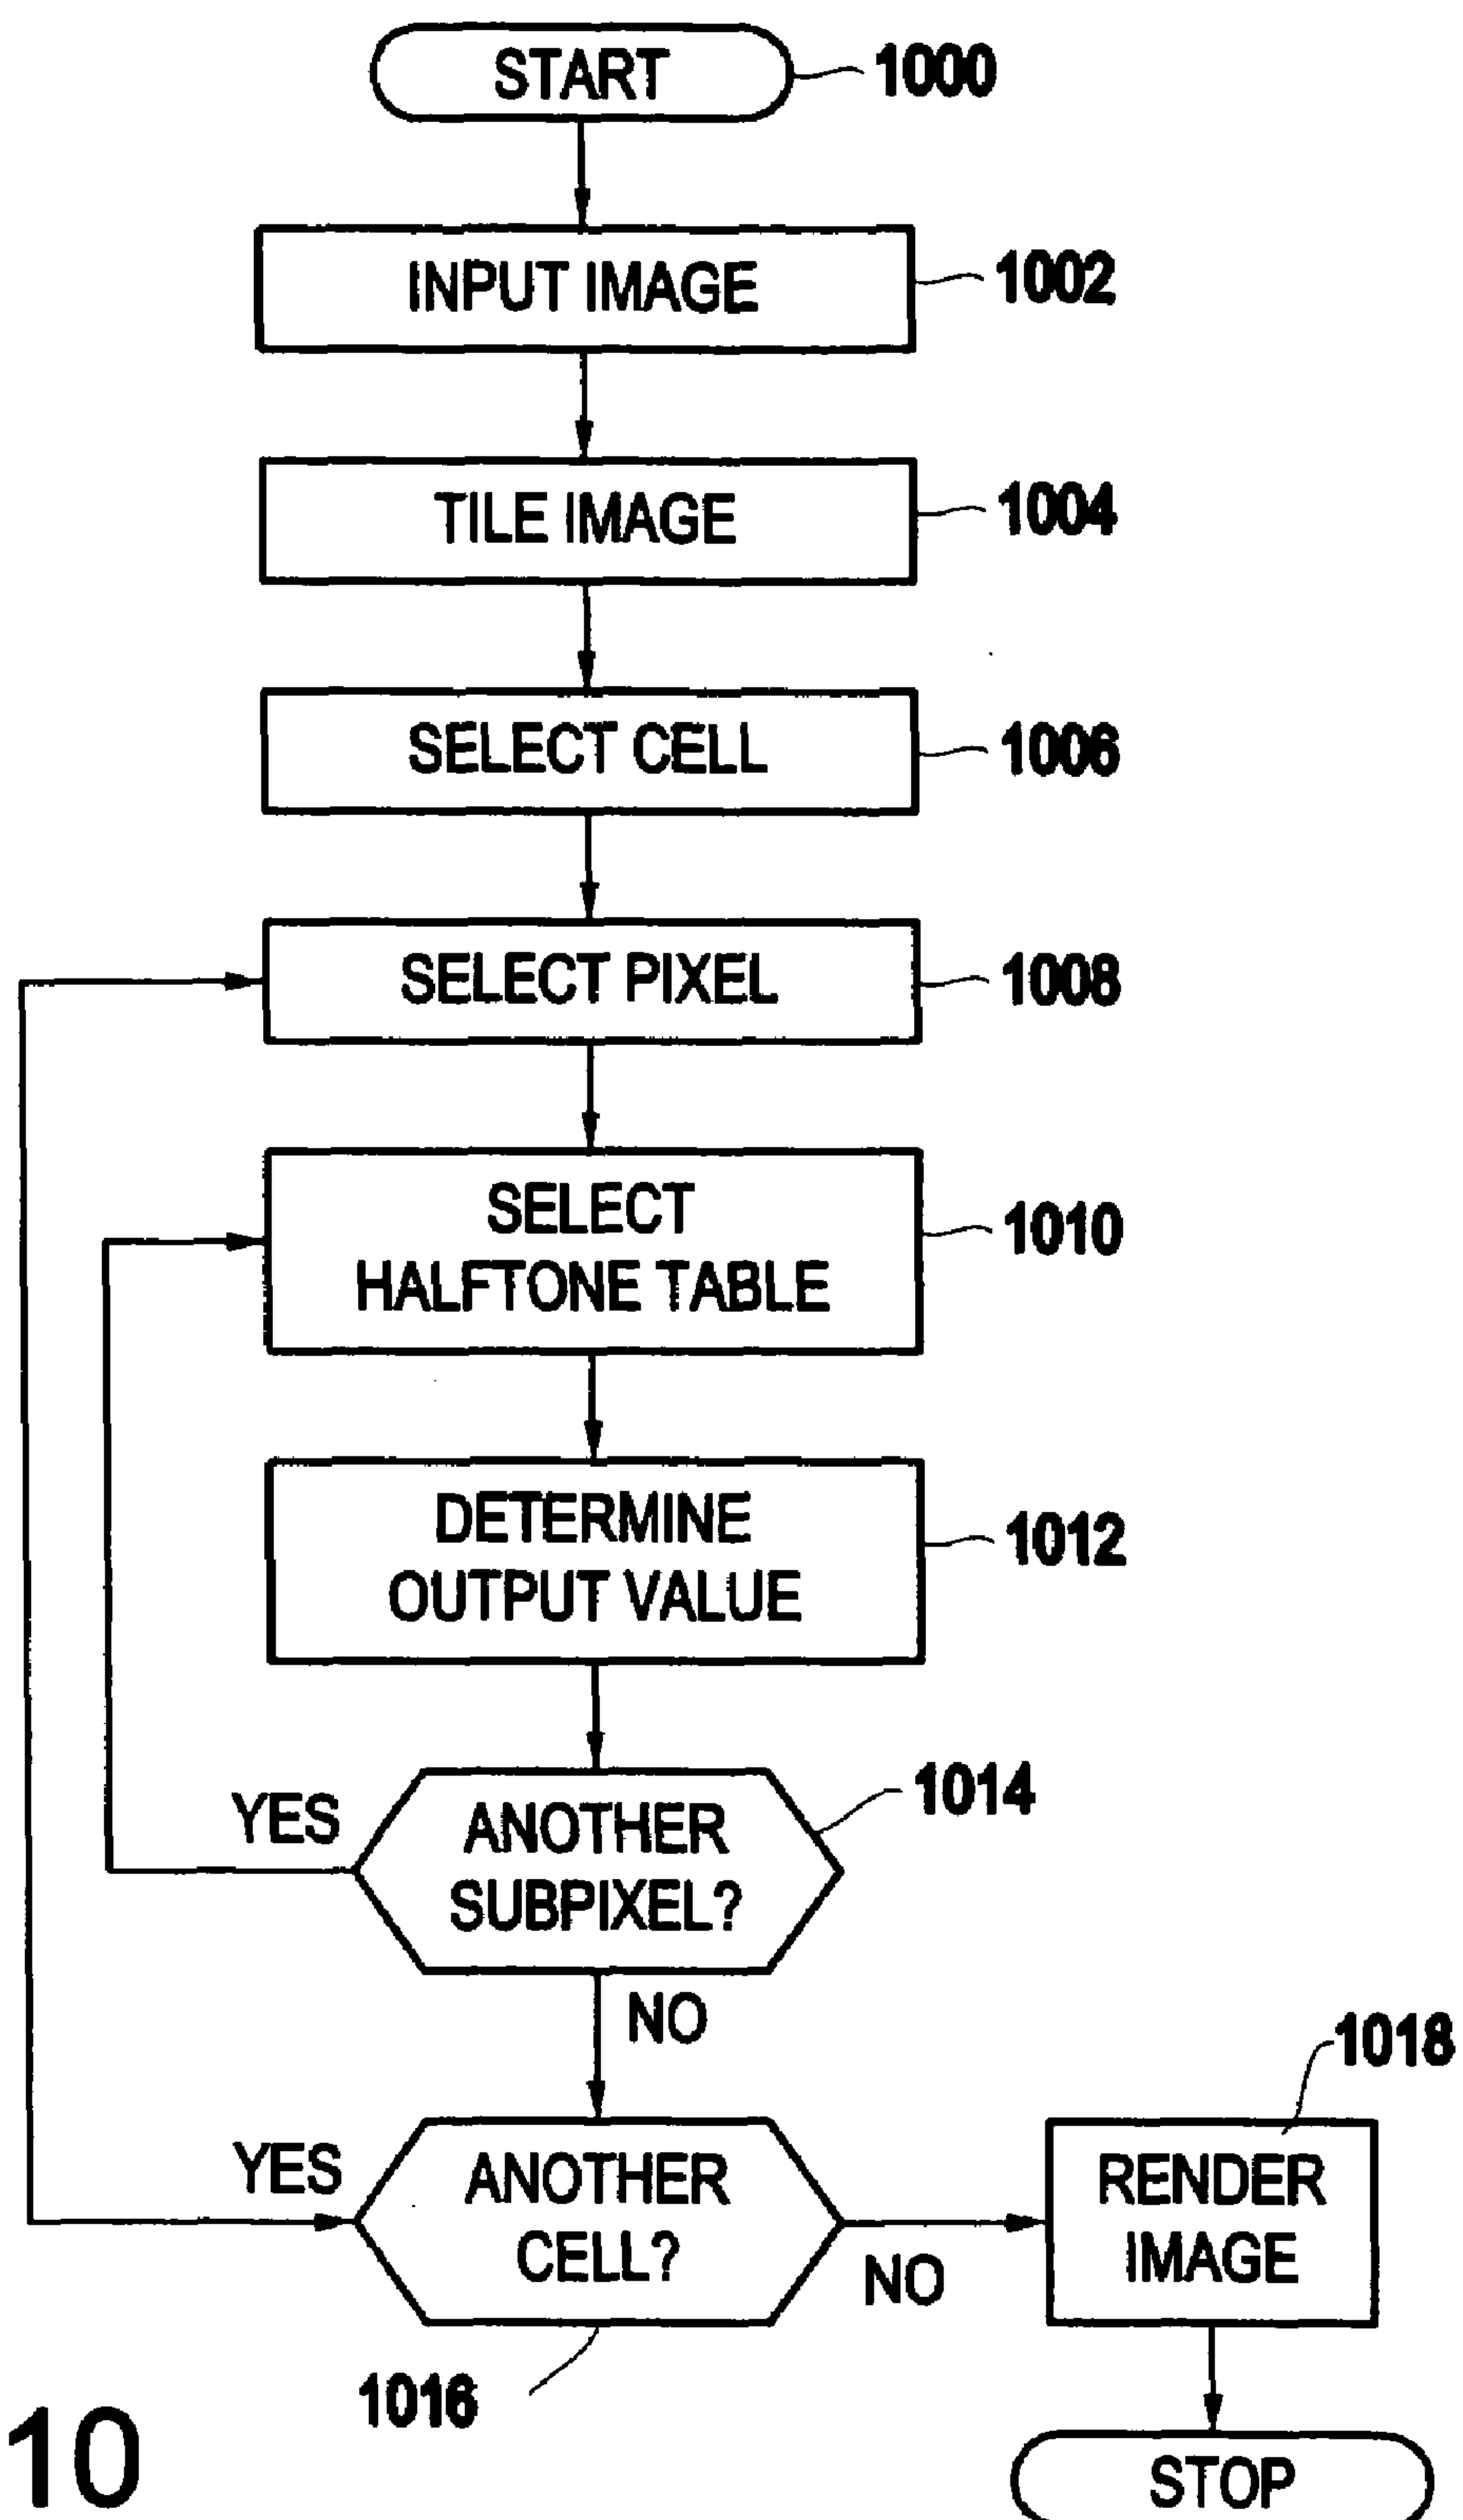 START
1000
INPUT IMAGE
1002
TILE IMAGE
1004
SELECT CELL
1006
SELECT PIXEL
1008
SELECT
HALFTONE TABLE
1010
DETERMINE
OUTPUT VALUE
1012
YES
ANOTHER
SUBPIXEL?
1014
NO
YES
ANOTHER
CELL?
1016
NO
RENDER
IMAGE
1018
STOP
10